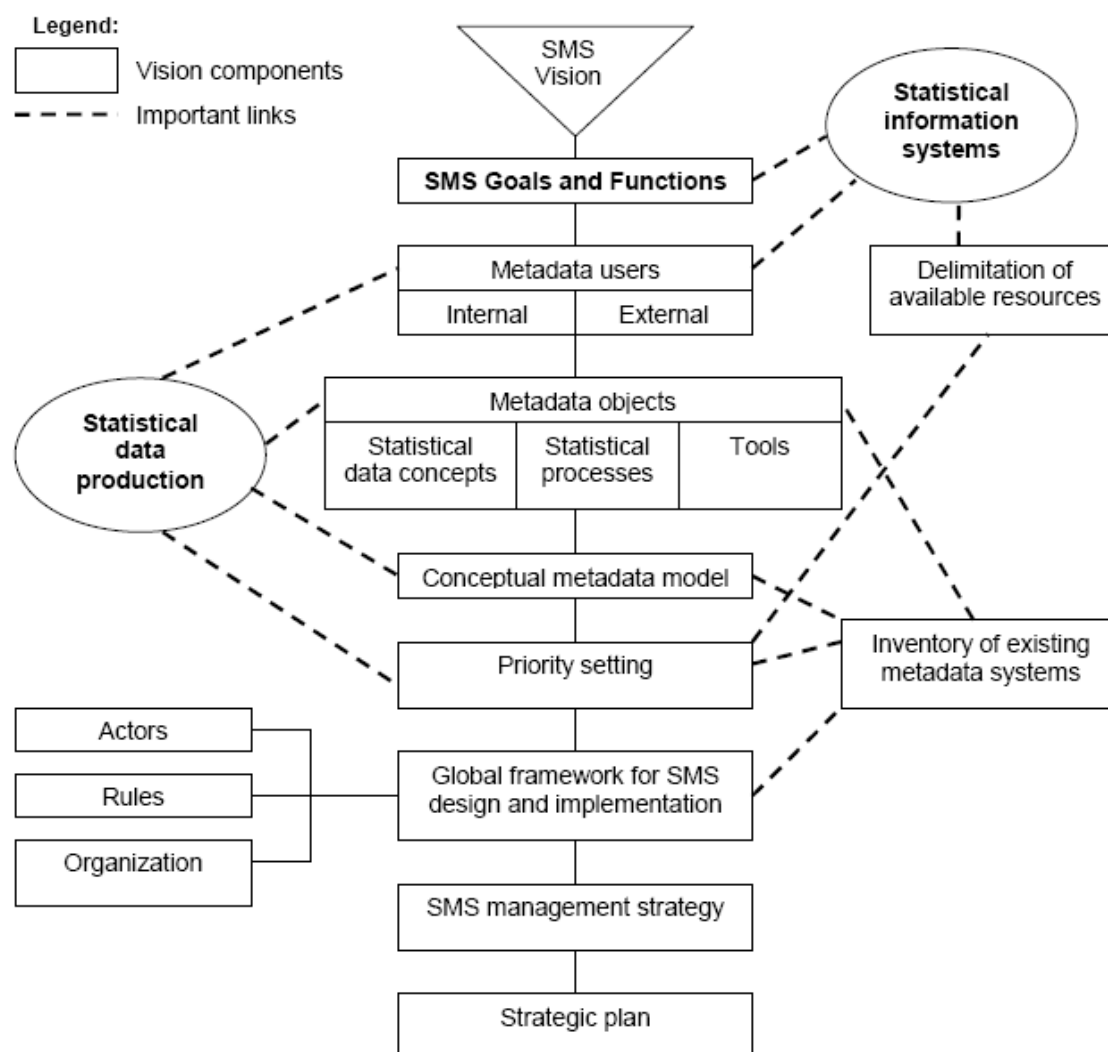 Legend:
Vision components
Important links
SMS
Vision
Statistical
information
systems
SMS Goals and Functions
Metadata users
Internal
External
Delimitation of
available resources
Statistical
data
production
Metadata objects
Statistical
data concepts
Statistical
processes
Tools
Conceptual metadata model
Priority setting
Inventory of existing
metadata systems
Actors
Rules
Organization
Global framework for SMS
design and implementation
SMS management strategy
Strategic plan